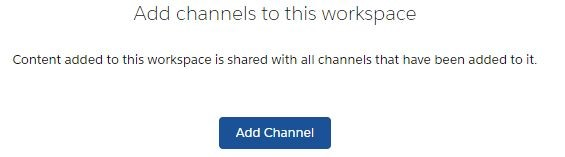 Add channels to this workspace
Content added to this workspace is shared with all channels that have been added to it.
Add Channel